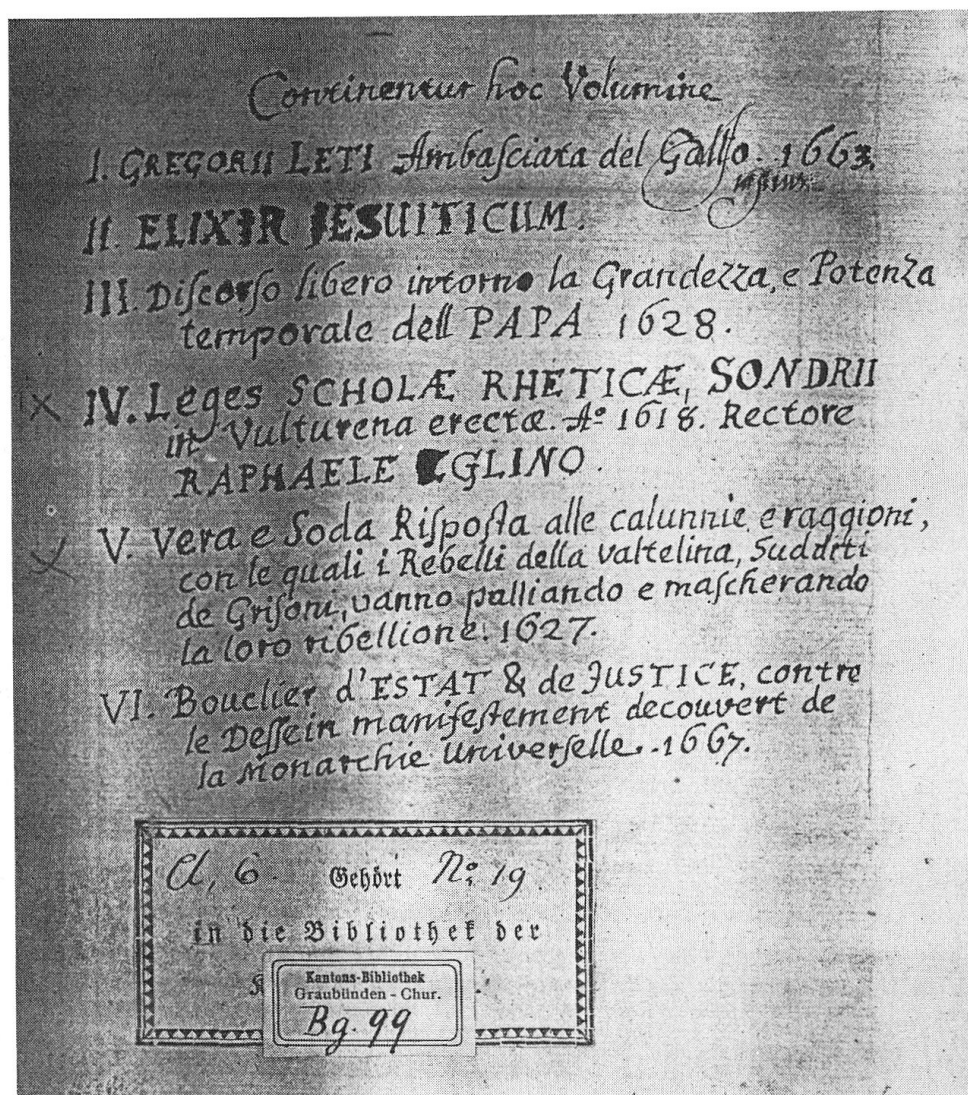 Continentur hoc Volumine
I. GREGORII LETI Ambasciata del Gallo. 1663.
II. ELIXIR JESUITICUM.
III. Discorso libero intorno la Grandezza, e Potenza
temporale dell PAPA 1628.
IV. Leges SCHOLÆ RHETICÆ, SONDRII
in Vulturena erectæ. Aº 1618. Rectore
RAPHAELE EGLINO.
V. Vera e Soda Risposta alle calunnie e raggioni,
con le quali i Rebelli della valtelina, Sudditi
de Grisoni, vanno palliando e mascherando
la loro ribellione. 1627.
VI. Bouclier d'ESTAT & de JUSTICE, contre
le Dessein manifestement decouvert de
la Monarchie Universelle. 1667.
Cl, 6. Gehört No: 19
in die Bibliothek der
Kantons-Bibliothek
Graubünden - Chur.
Bg. 99